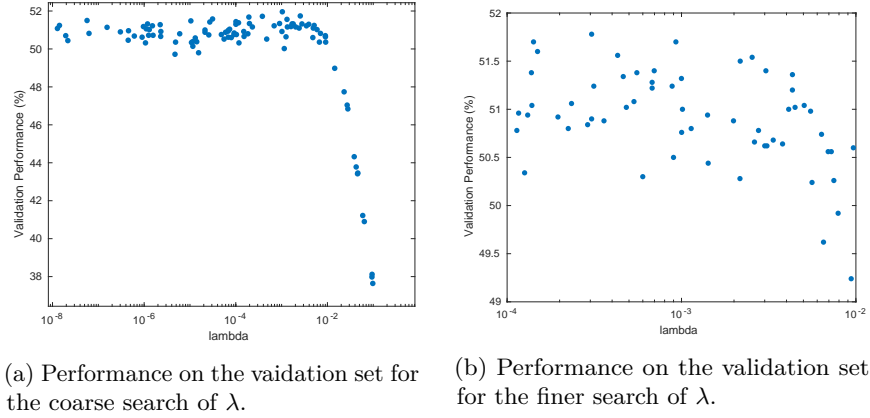 52
50
48
46
44
42
40
38
Validation Performance (%)
10^-8
10^-6
10^-4
10^-2
lambda
(a) Performance on the vaidation set for
the coarse search of λ.
52
51.5
51
50.5
50
49.5
49
Validation Performance (%)
10^-4
10^-3
10^-2
lambda
(b) Performance on the validation set
for the finer search of λ.